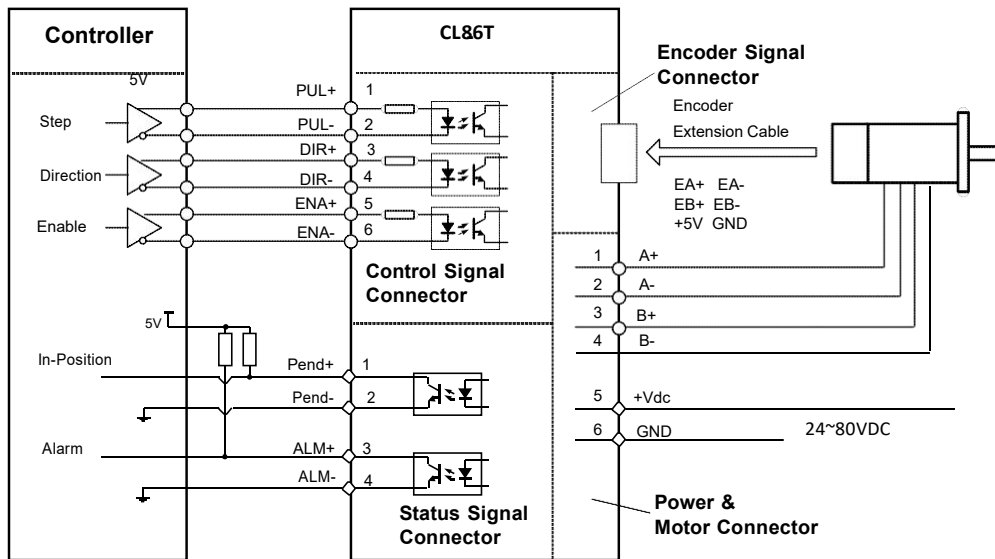 Controller
CL86T
5V
Step
Direction
Enable
PUL+ 1
PUL- 2
DIR+ 3
DIR- 4
ENA+ 5
ENA- 6
Control Signal
Connector
Encoder Signal
Connector
Encoder
Extension Cable
EA+ EA-
EB+ EB-
+5V GND
1 A+
2 A-
3 B+
4 B-
5 +Vdc
6 GND
24~80VDC
Power &
Motor Connector
5V
In-Position
Alarm
Pend+ 1
Pend- 2
ALM+ 3
ALM- 4
Status Signal
Connector